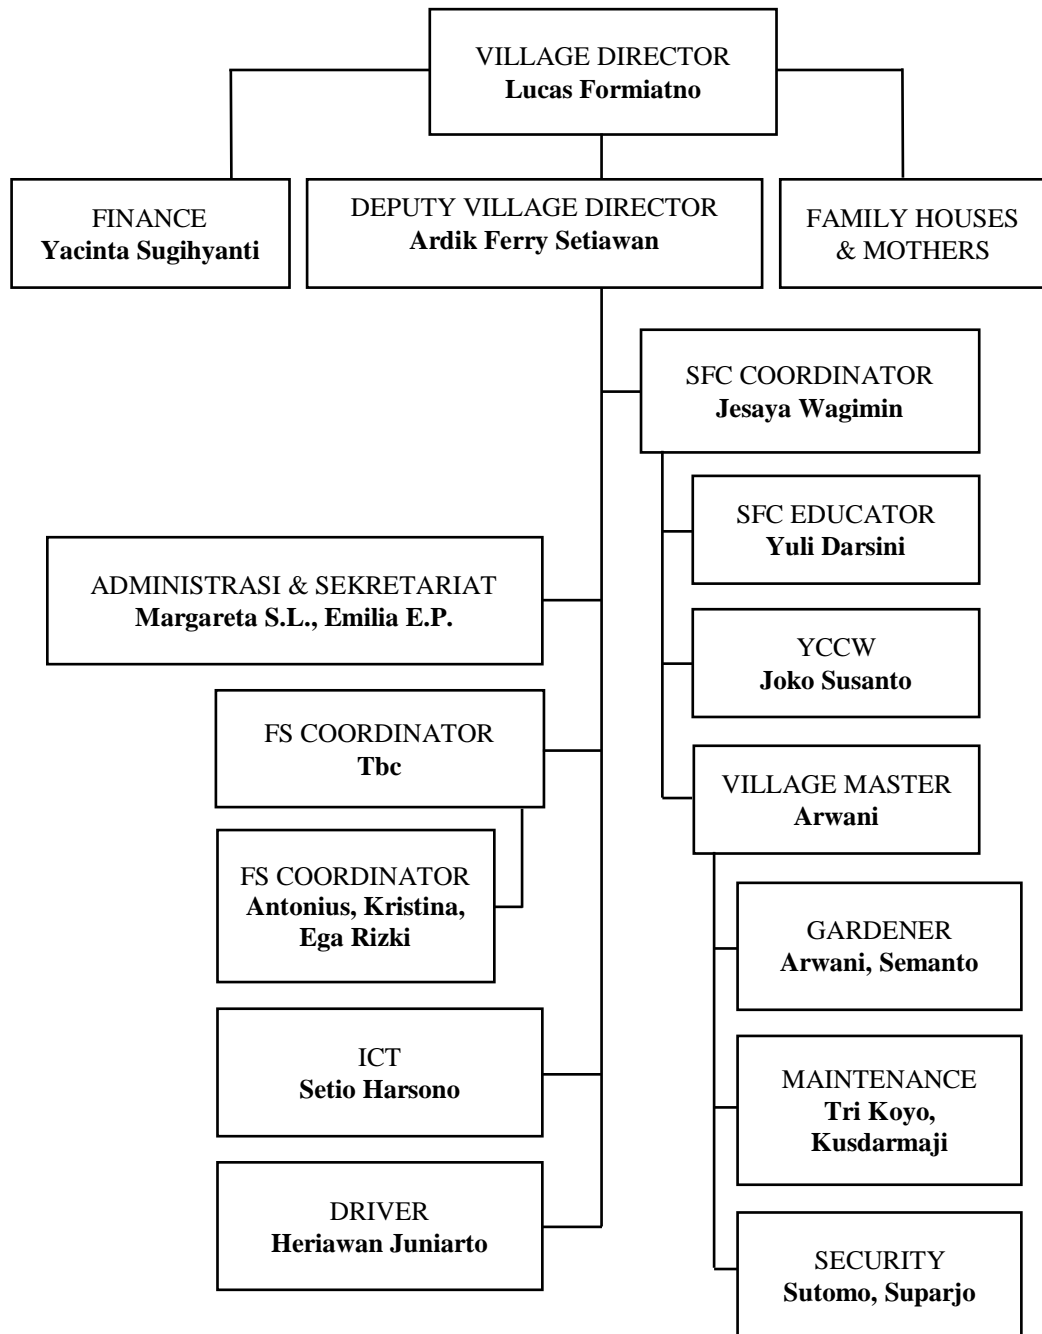 VILLAGE DIRECTOR
Lucas Formiatno
FINANCE
Yacinta Sugihyanti
DEPUTY VILLAGE DIRECTOR
Ardik Ferry Setiawan
FAMILY HOUSES
& MOTHERS
SFC COORDINATOR
Jesaya Wagimin
SFC EDUCATOR
Yuli Darsini
YCCW
Joko Susanto
VILLAGE MASTER
Arwani
GARDENER
Arwani, Semanto
MAINTENANCE
Tri Koyo,
Kusdarmaji
SECURITY
Sutomo, Suparjo
ADMINISTRASI & SEKRETARIAT
Margareta S.L., Emilia E.P.
FS COORDINATOR
Tbc
FS COORDINATOR
Antonius, Kristina,
Ega Rizki
ICT
Setio Harsono
DRIVER
Heriawan Juniarto